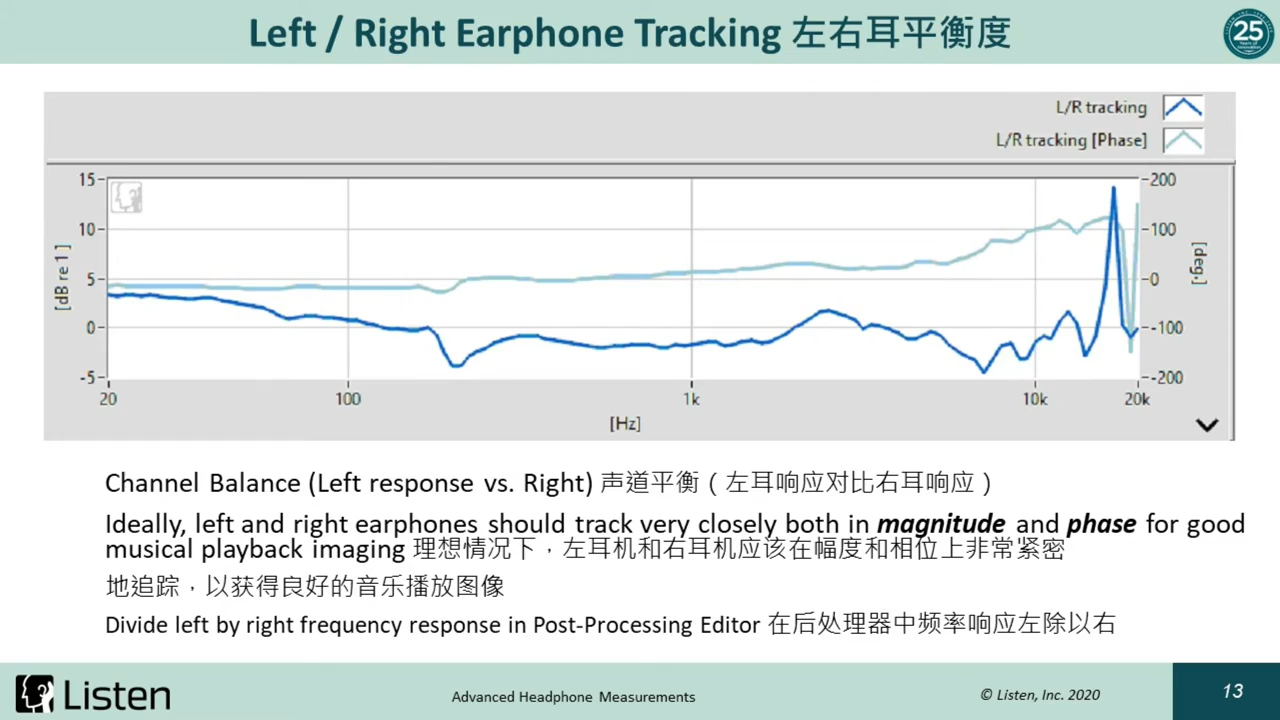 Left / Right Earphone Tracking 左右耳平衡度
25
L/R tracking
L/R tracking [Phase]
15
10
5
0
-5
[dB re 1 ]
200
100
0
-100
-200
[deg.]
20
100
1k
10k
20k
[Hz]
Channel Balance (Left response vs. Right) 声道平衡（左耳响应对比右耳响应）
Ideally, left and right earphones should track very closely both in magnitude and phase for good
musical playback imaging 理想情况下，左耳机和右耳机应该在幅度和相位上非常紧密
地追踪，以获得良好的音乐播放图像
Divide left by right frequency response in Post-Processing Editor 在后处理器中频率响应左除以右
Listen
Advanced Headphone Measurements
© Listen, Inc. 2020
13